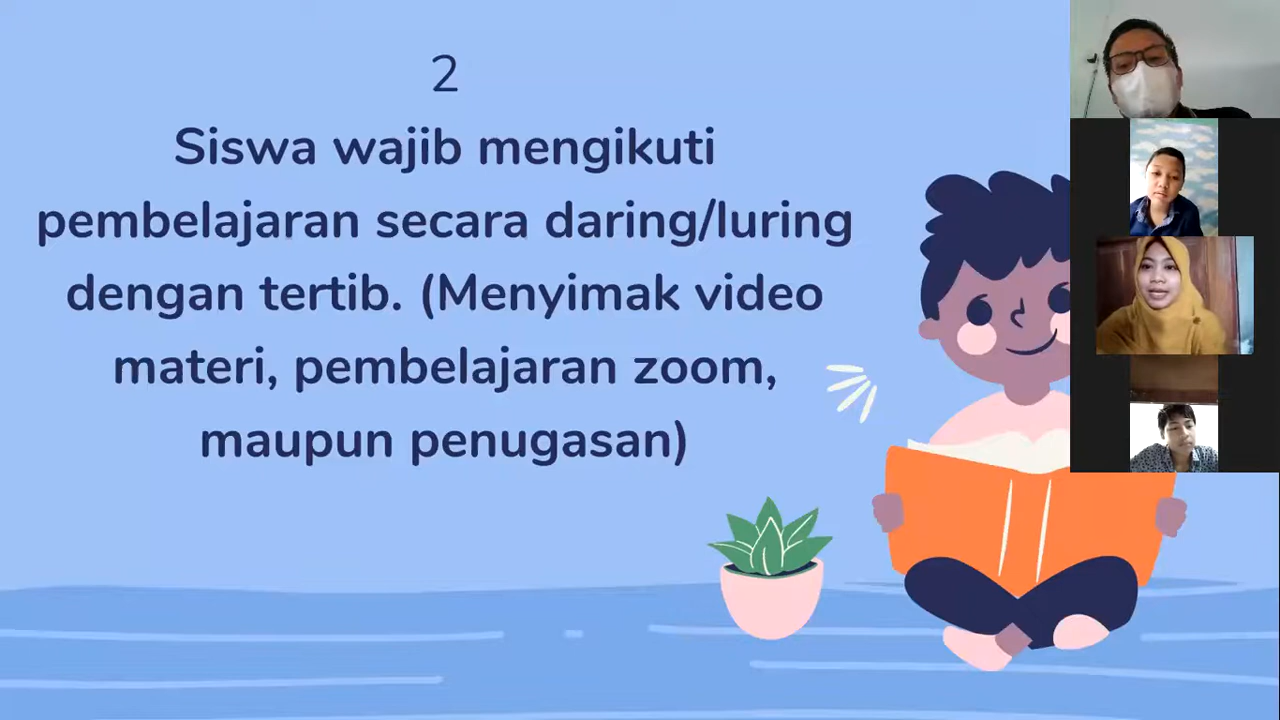 2
Siswa wajib mengikuti
pembelajaran secara daring/luring
dengan tertib. (Menyimak video
materi, pembelajaran zoom,
maupun penugasan)